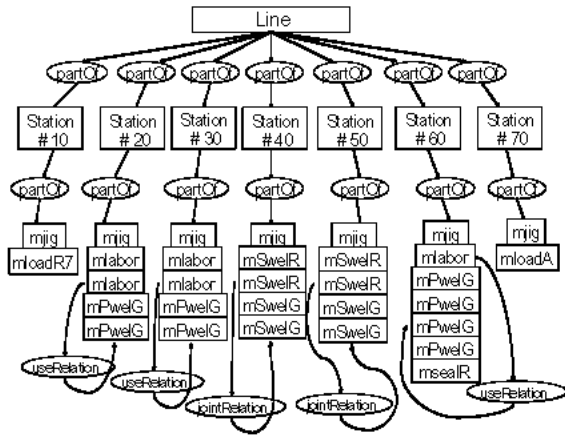 Line
partOf partOf partOf partOf partOf partOf partOf
Station Station Station Station Station Station Station
#10 #20 #30 #40 #50 #60 #70
partOf partOf partOf partOf partOf partOf partOf
mjig mjig mjig mjig mjig mjig mjig
mloadR7 mlabor mlabor mSwelR mSwelR mlabor mloadA
mlabor mlabor mSwelR mSwelR mPwelG
mPwelG mPwelG mSwelG mSwelG mPwelG
mPwelG mPwelG mSwelG mSwelG mPwelG
mPwelG
msealR
useRelation useRelation jointRelation jointRelation useRelation